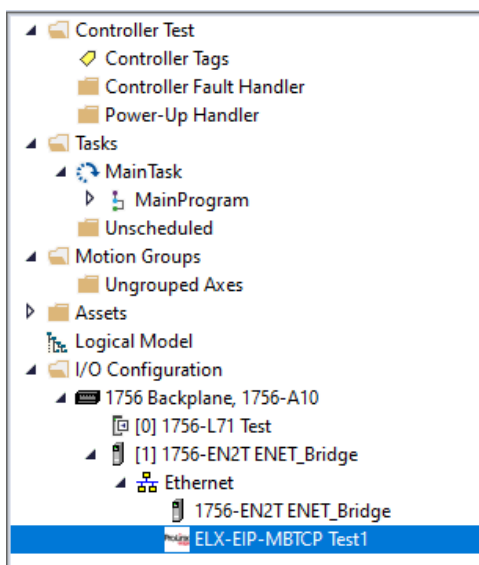 Controller Test
Controller Tags
Controller Fault Handler
Power-Up Handler
Tasks
MainTask
MainProgram
Unscheduled
Motion Groups
Ungrouped Axes
Assets
Logical Model
I/O Configuration
1756 Backplane, 1756-A10
[0] 1756-L71 Test
[1] 1756-EN2T ENET_Bridge
Ethernet
1756-EN2T ENET_Bridge
ProLinx ELX-EIP-MBTCP Test1